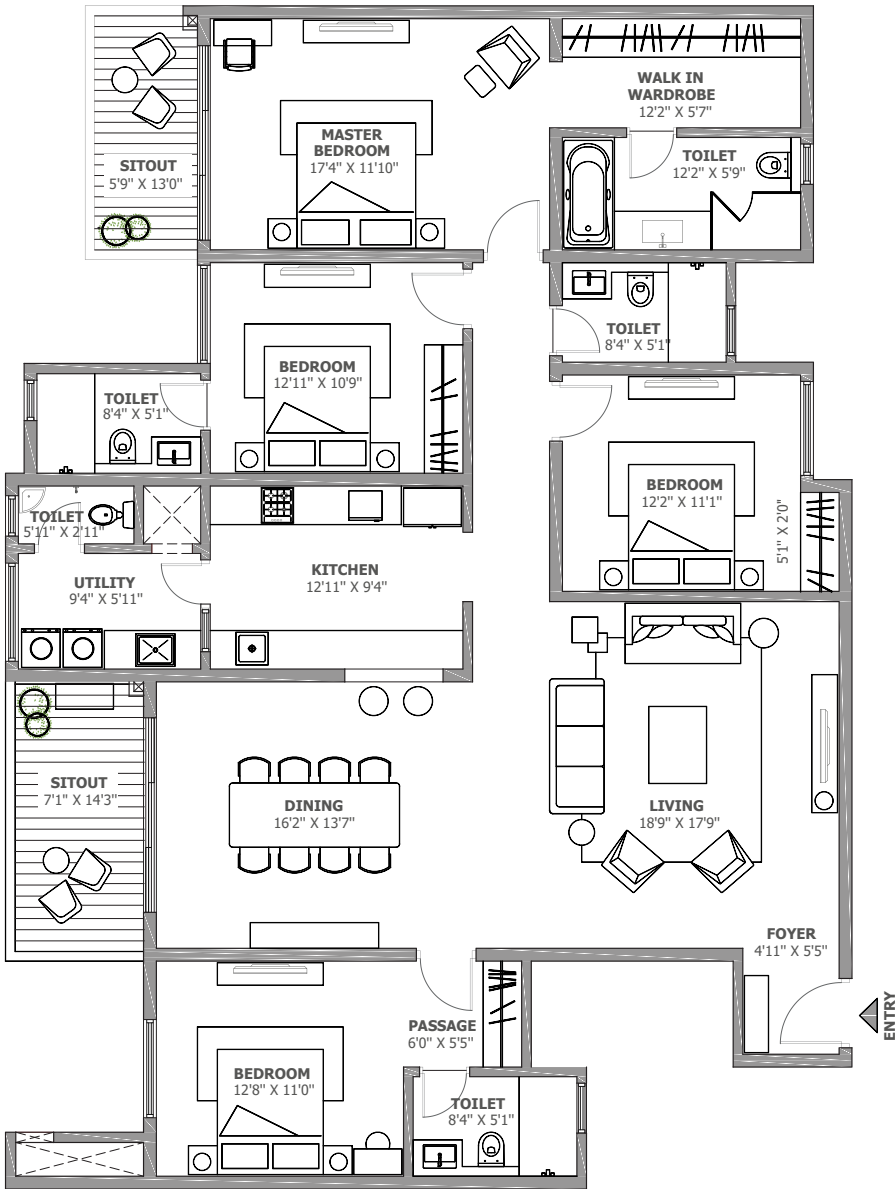 WALK IN
WARDROBE
12'2" X 5'7"
MASTER
BEDROOM
17'4" X 11'10"
TOILET
12'2" X 5'9"
SITOUT
5'9" X 13'0"
TOILET
8'4" X 5'1"
BEDROOM
12'11" X 10'9"
TOILET
8'4" X 5'1"
BEDROOM
12'2" X 11'1"
5'1" X 2'0"
TOILET
5'11" X 2'11"
KITCHEN
12'11" X 9'4"
UTILITY
9'4" X 5'11"
SITOUT
7'1" X 14'3"
DINING
16'2" X 13'7"
LIVING
18'9" X 17'9"
FOYER
4'11" X 5'5"
ENTRY
PASSAGE
6'0" X 5'5"
BEDROOM
12'8" X 11'0"
TOILET
8'4" X 5'1"